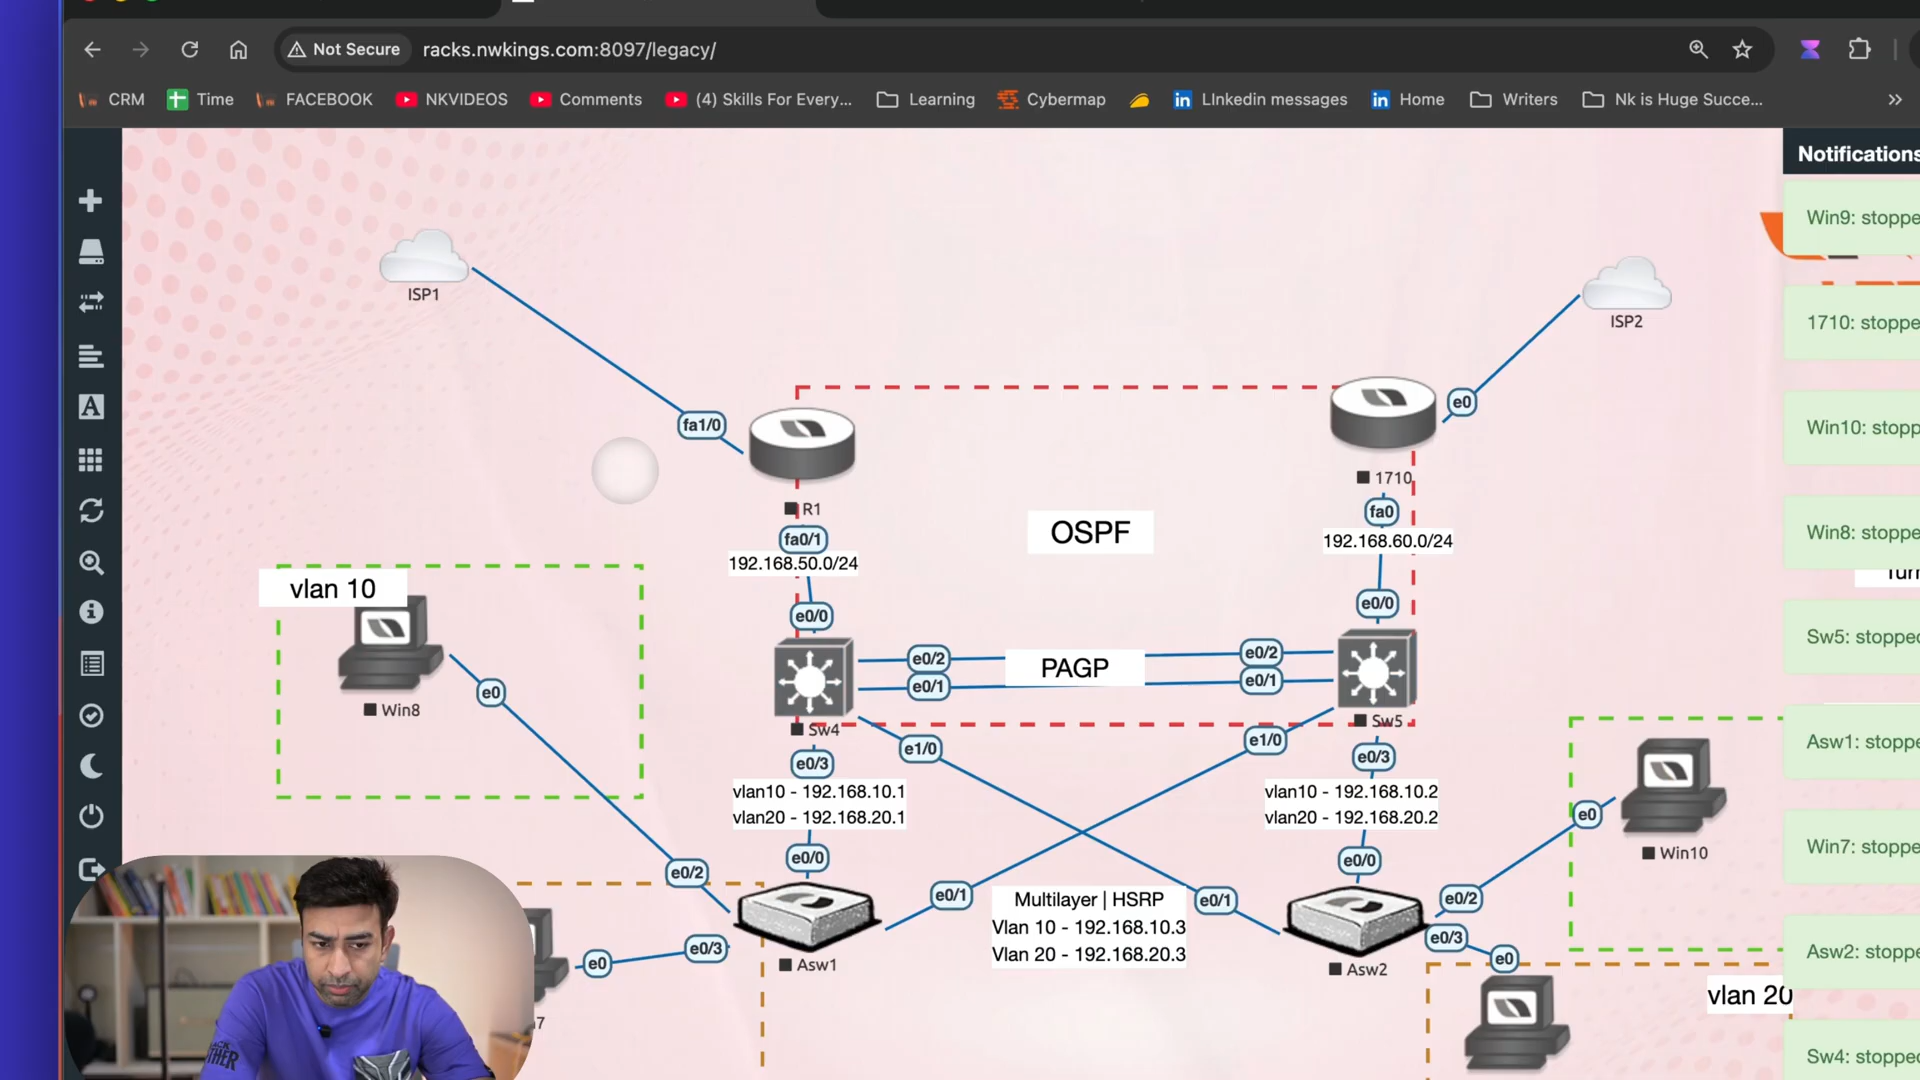 Not Secure
racks.nwkings.com:8097/legacy/
CRM
Time
FACEBOOK
NKVIDEOS
Comments
(4) Skills For Every...
Learning
Cybermap
LInkedin messages
Home
Writers
Nk is Huge Succe...
Notifications
Win9: stoppe
1710: stoppe
Win10: stopp
Win8: stoppe
Sw5: stopped
Asw1: stoppe
Win7: stoppe
Asw2: stoppe
Sw4: stopped
ISP1
ISP2
fa1/0
e0
R1
1710
fa0/1
192.168.50.0/24
OSPF
fa0
192.168.60.0/24
vlan 10
e0/0
e0/0
Win8
e0
e0/2
e0/1
PAGP
e0/2
e0/1
Sw4
Sw5
e0/3
e1/0
e1/0
e0/3
vlan10 - 192.168.10.1
vlan20 - 192.168.20.1
vlan10 - 192.168.10.2
vlan20 - 192.168.20.2
e0
Win10
e0/0
e0/0
e0/2
e0/1
Multilayer | HSRP
Vlan 10 - 192.168.10.3
Vlan 20 - 192.168.20.3
e0/1
e0/2
e0/3
e0
e0/3
e0
Asw1
Asw2
vlan 20